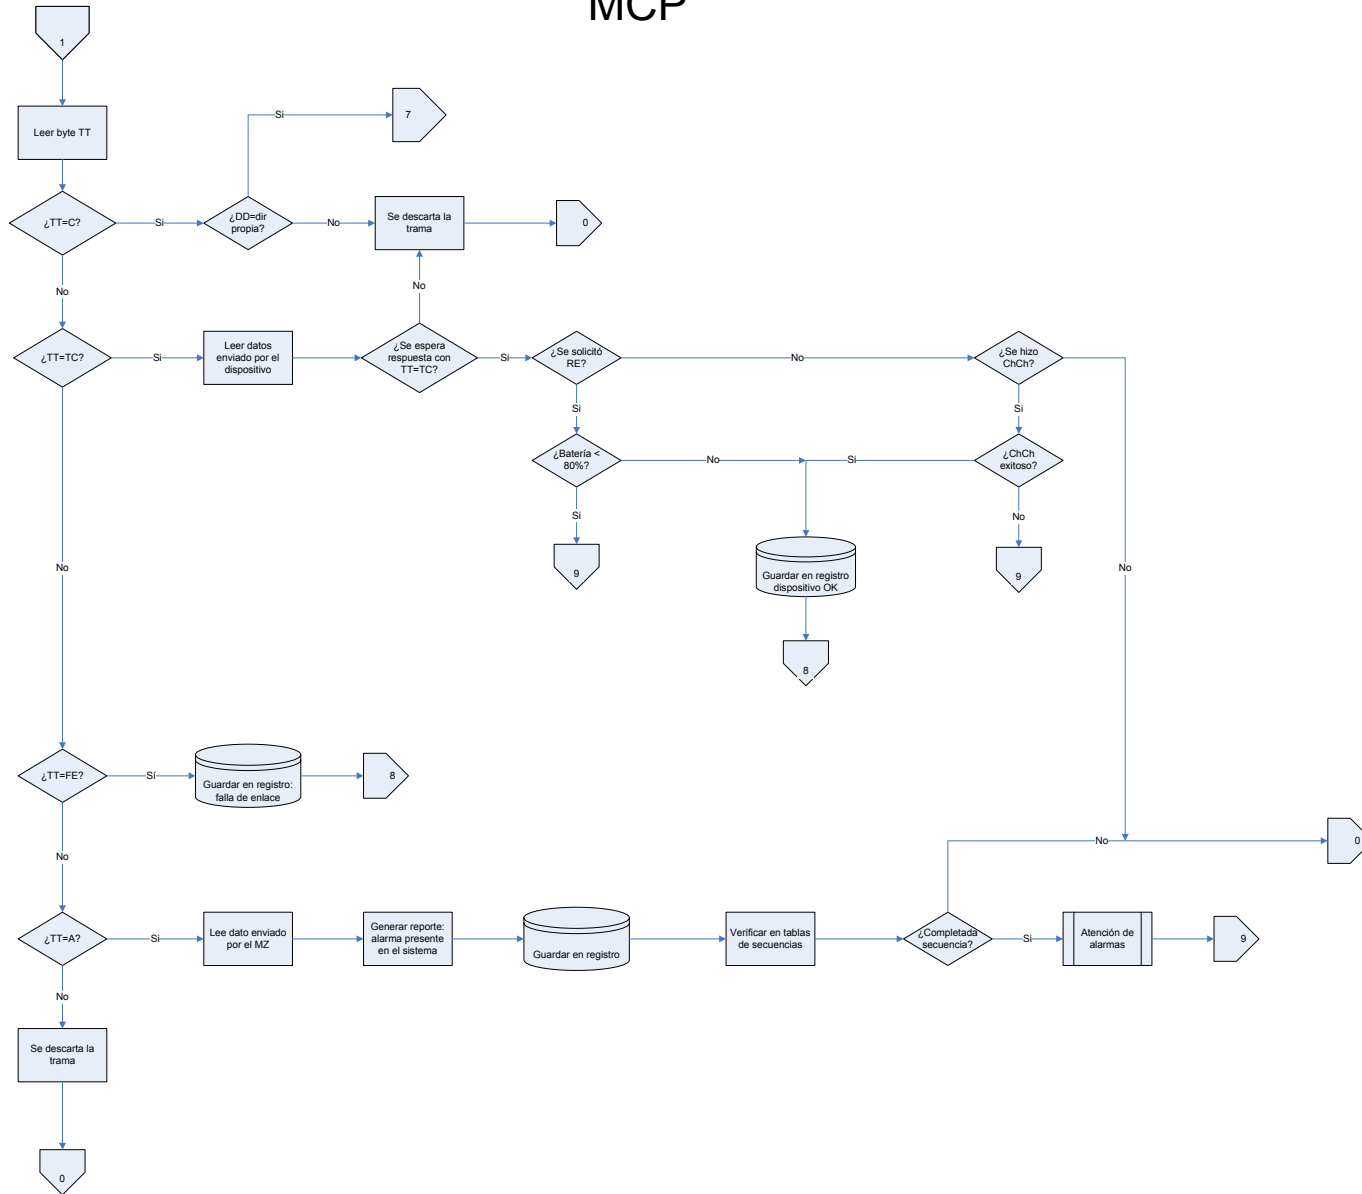 MCP
1
Leer byte TT
Si
7
¿TT=C?
Si
¿DD=dir
propia?
No
Se descarta la
trama
0
No
No
¿TT=TC?
Si
Leer datos
enviado por el
dispositivo
¿Se espera
respuesta con
TT=TC?
Si
¿Se solicitó
RE?
No
¿Se hizo
ChCh?
Si
Si
¿Batería <
80%?
No
Si
¿ChCh
exitoso?
Si
No
9
Guardar en registro
dispositivo OK
9
No
No
8
¿TT=FE?
Sí
Guardar en registro:
falla de enlace
8
No
No
0
¿TT=A?
Si
Lee dato enviado
por el MZ
Generar reporte:
alarma presente
en el sistema
Guardar en registro
Verificar en tablas
de secuencias
¿Completada
secuencia?
Si
Atención de
alarmas
9
No
Se descarta la
trama
0